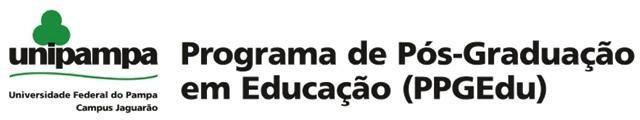 unipampa
Universidade Federal do Pampa
Campus Jaguarão
Programa de Pós-Graduação
em Educação (PPGEdu)